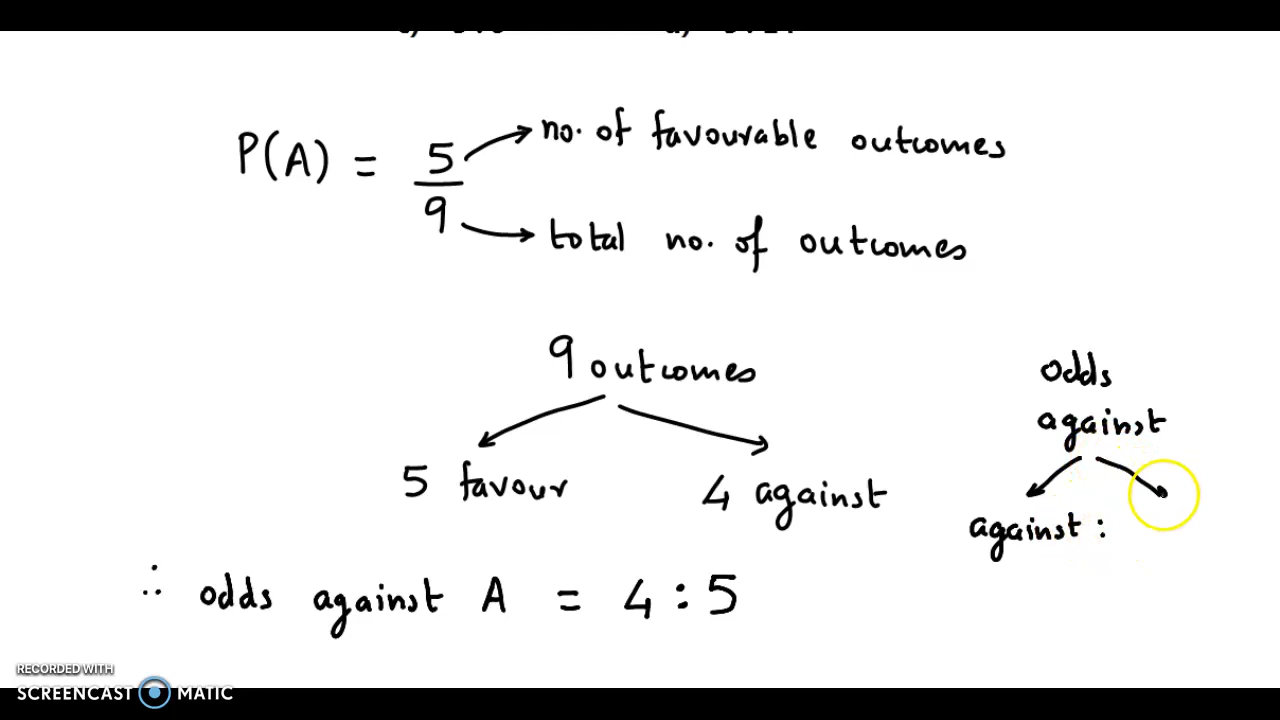 P(A) = 5/9
no. of favourable outcomes
total no. of outcomes
9 outcomes
5 favour
4 against
odds
against
against :
∴ odds against A = 4 : 5
RECORDED WITH
SCREENCAST MATIC